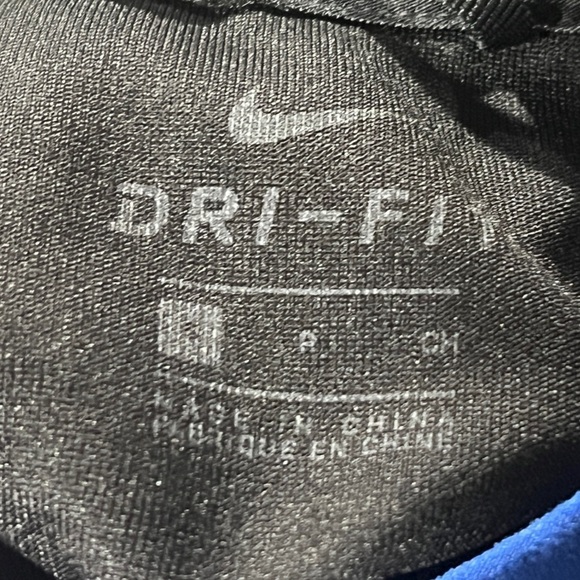 DRI-FIT
P CH
MADE IN CHINA
FABRIQUE EN CHINE